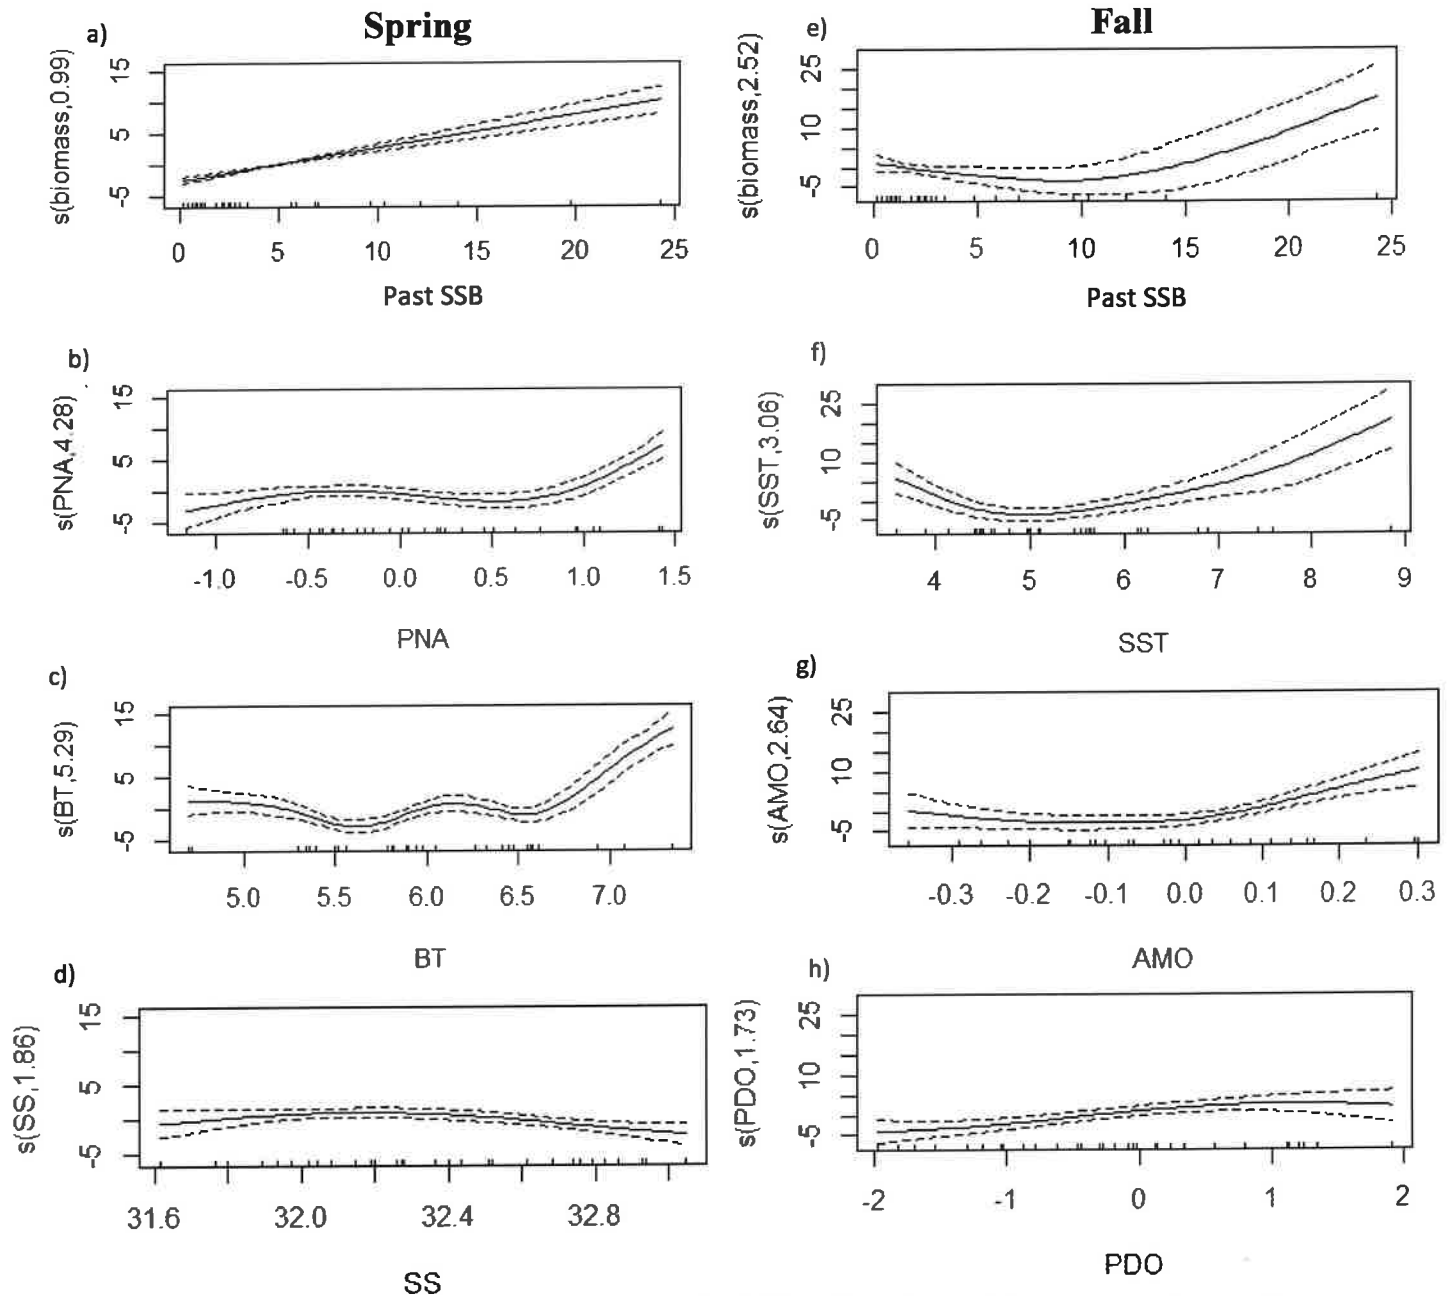 Spring
a)
s(biomass,0.99)
15
5
-5
0 5 10 15 20 25
Past SSB
b)
s(PNA,4.28)
15
5
-5
-1.0 -0.5 0.0 0.5 1.0 1.5
PNA
c)
s(BT,5.29)
15
5
-5
5.0 5.5 6.0 6.5 7.0
BT
d)
s(SS,1.86)
15
5
-5
31.6 32.0 32.4 32.8
SS
Fall
e)
s(biomass,2.52)
25
10
-5
0 5 10 15 20 25
Past SSB
f)
s(SST,3.06)
25
10
-5
4 5 6 7 8 9
SST
g)
s(AMO,2.64)
25
10
-5
-0.3 -0.2 -0.1 0.0 0.1 0.2 0.3
AMO
h)
s(PDO,1.73)
25
10
-5
-2 -1 0 1 2
PDO